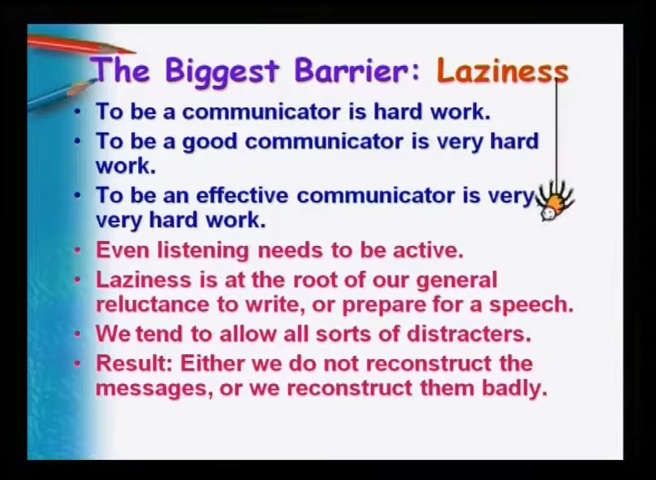 The Biggest Barrier: Laziness
• To be a communicator is hard work.
• To be a good communicator is very hard
work.
• To be an effective communicator is very,
very hard work.
• Even listening needs to be active.
• Laziness is at the root of our general
reluctance to write, or prepare for a speech.
• We tend to allow all sorts of distracters.
• Result: Either we do not reconstruct the
messages, or we reconstruct them badly.